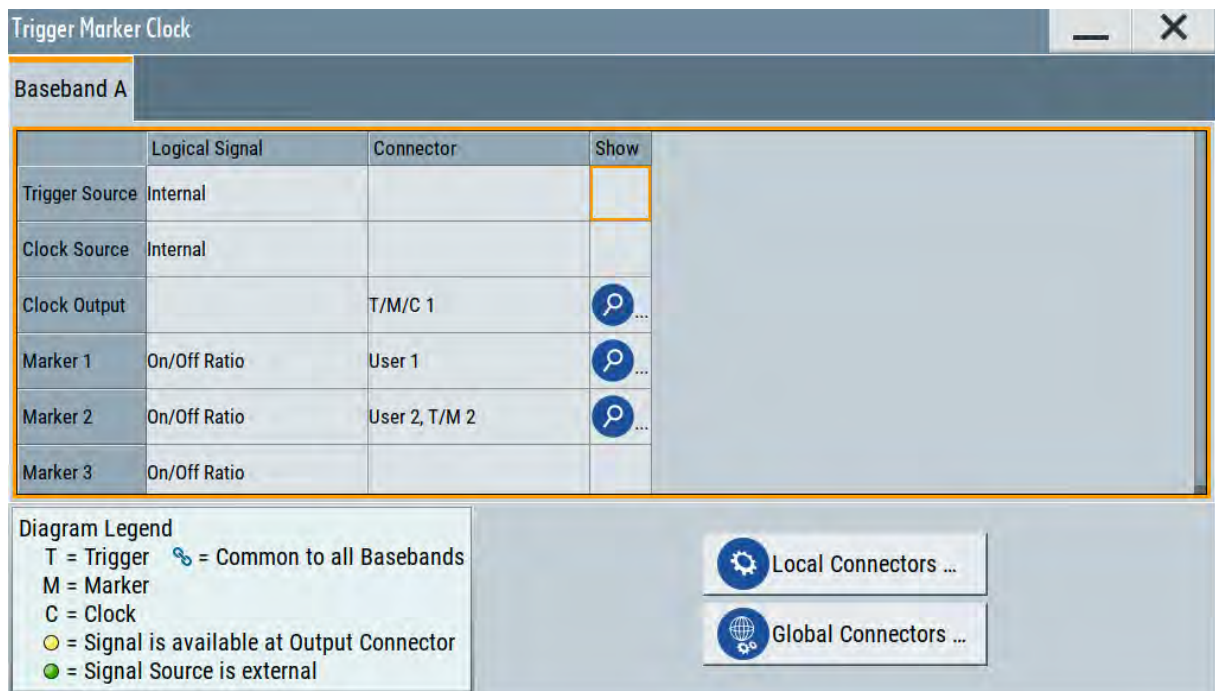 Trigger Marker Clock
Baseband A
Logical Signal Connector Show
Trigger Source Internal
Clock Source Internal
Clock Output T/M/C 1 ...
Marker 1 On/Off Ratio User 1 ...
Marker 2 On/Off Ratio User 2, T/M 2 ...
Marker 3 On/Off Ratio
Diagram Legend
T = Trigger = Common to all Basebands
M = Marker
C = Clock
= Signal is available at Output Connector
= Signal Source is external
Local Connectors ...
Global Connectors ...